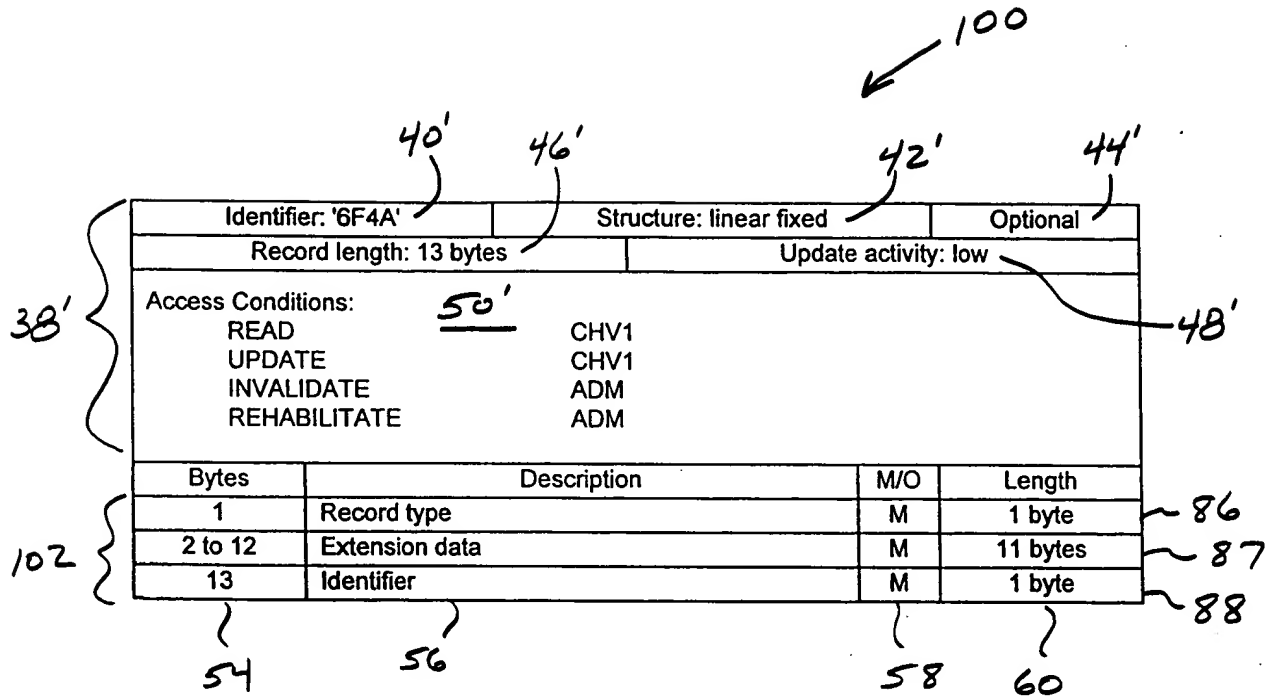 100
40' 46' 42' 44'
Identifier: '6F4A' Structure: linear fixed Optional
Record length: 13 bytes Update activity: low
38' Access Conditions: 50'
READ CHV1 48'
UPDATE CHV1
INVALIDATE ADM
REHABILITATE ADM
Bytes Description M/O Length
1 Record type M 1 byte 86
102 2 to 12 Extension data M 11 bytes 87
13 Identifier M 1 byte 88
54 56 58 60